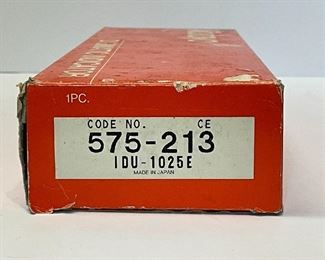 1PC.
CODE NO. CE
575-213
IDU-1025E
MADE IN JAPAN